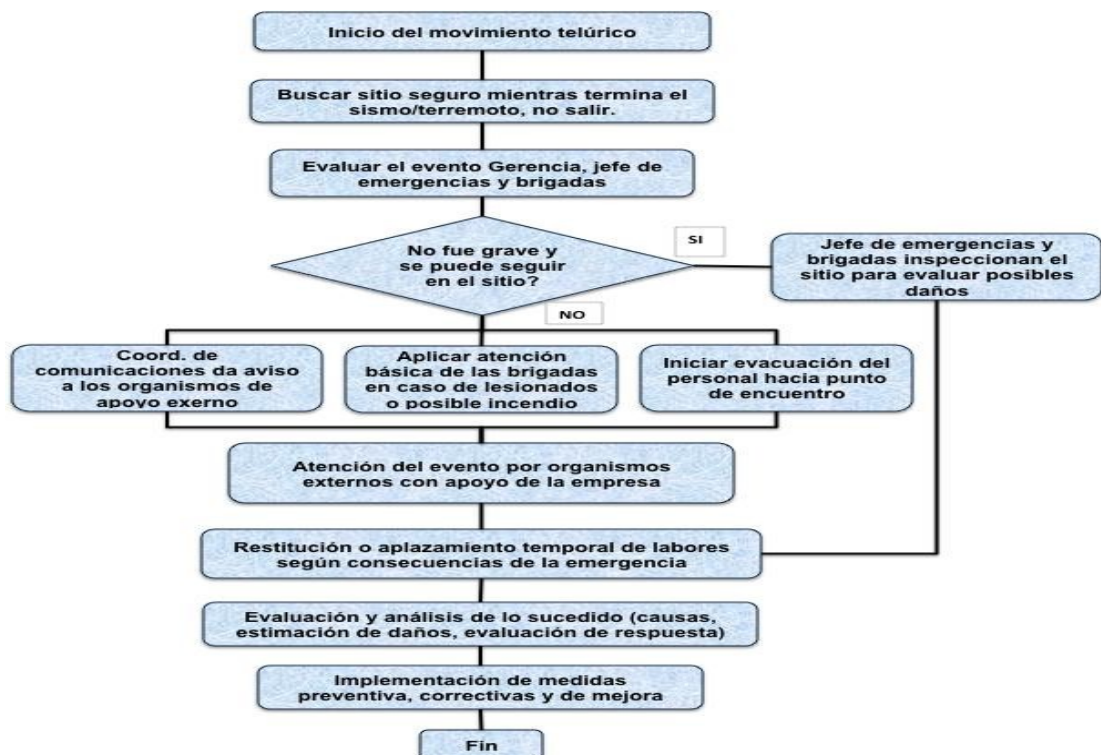 Inicio del movimiento telúrico
Buscar sitio seguro mientras termina el
sismo/terremoto, no salir.
Evaluar el evento Gerencia, jefe de
emergencias y brigadas
No fue grave y
se puede seguir
en el sitio?
SI
Jefe de emergencias y
brigadas inspeccionan el
sitio para evaluar posibles
daños
NO
Coord. de
comunicaciones da aviso
a los organismos de
apoyo exerno
Aplicar atención
básica de las brigadas
en caso de lesionados
o posible incendio
Iniciar evacuación del
personal hacia punto
de encuentro
Atención del evento por organismos
externos con apoyo de la empresa
Restitución o aplazamiento temporal de labores
según consecuencias de la emergencia
Evaluación y análisis de lo sucedido (causas,
estimación de daños, evaluación de respuesta)
Implementación de medidas
preventiva, correctivas y de mejora
Fin